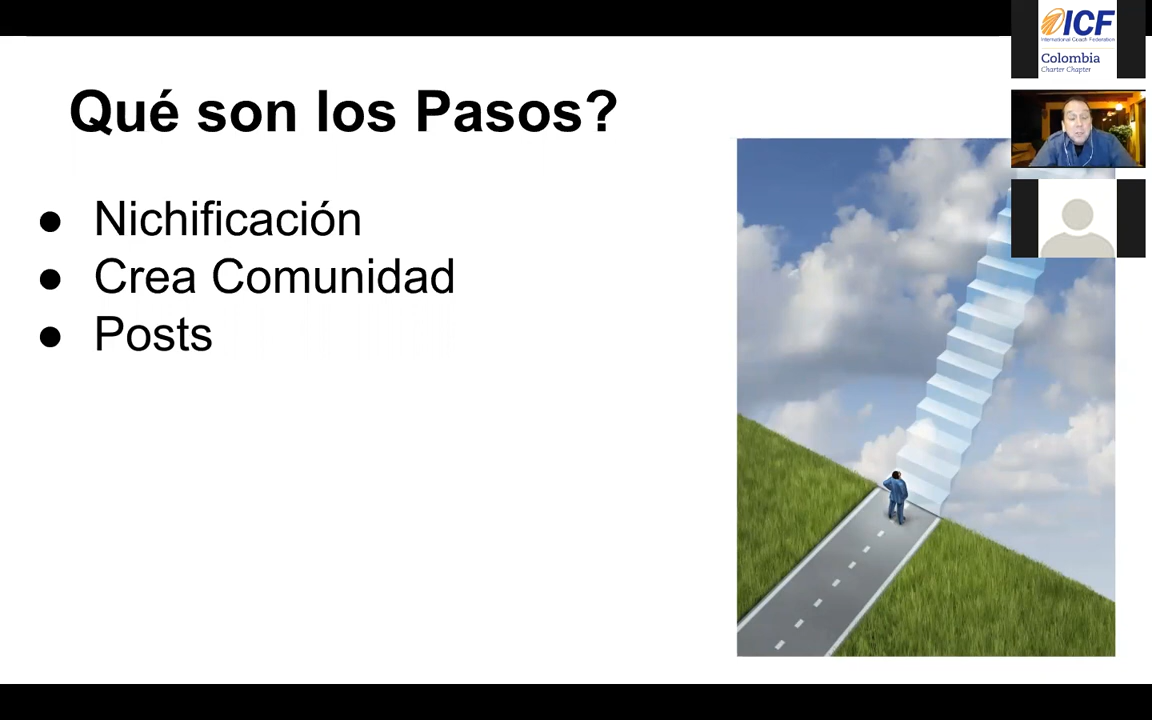 Qué son los Pasos?
● Nichificación
● Crea Comunidad
● Posts
ICF
International Coach Federation
Colombia
Charter Chapter